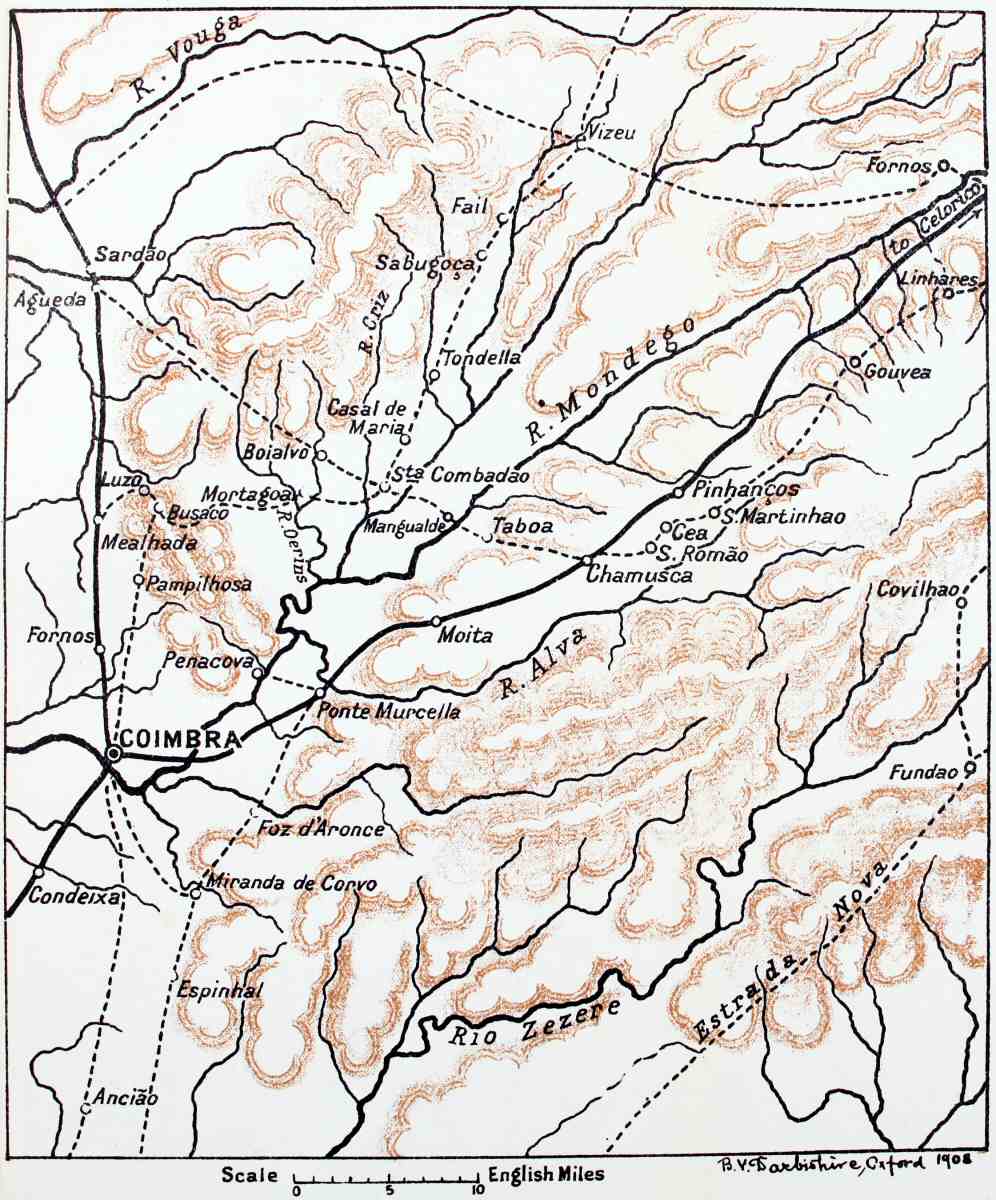 R. Vouga
Vizeu
Fornos
to Celorico
Fail
Sardão
Sabugoça
Linhares
Agueda
R. Criz
R. Mondego
Tondella
Gouvea
Casal de
Maria
Boialvo
Sta Combadão
Luzo
Mortagoa
Pinhanços
Busaco
R. Oerins
Mangualde
Taboa
S. Martinhao
Mealhada
Cea
S. Romão
Pampilhosa
Chamusca
Covilhao
Fornos
Moita
Penacova
R. Alva
Ponte Murcella
COIMBRA
Fundao
Foz d'Aronce
Miranda de Corvo
Condeixa
Estrada Nova
Espinhal
Rio Zezere
Ancião
Scale 0 5 10 English Miles
B.V. Darbishire, Oxford 1908